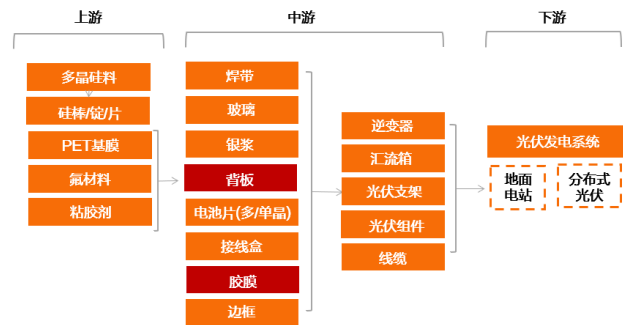 上游
中游
下游
多晶硅料
硅棒/锭/片
PET基膜
氟材料
粘胶剂
焊带
玻璃
银浆
背板
电池片(多/单晶)
接线盒
胶膜
边框
逆变器
汇流箱
光伏支架
光伏组件
线缆
光伏发电系统
地面
电站
分布式
光伏